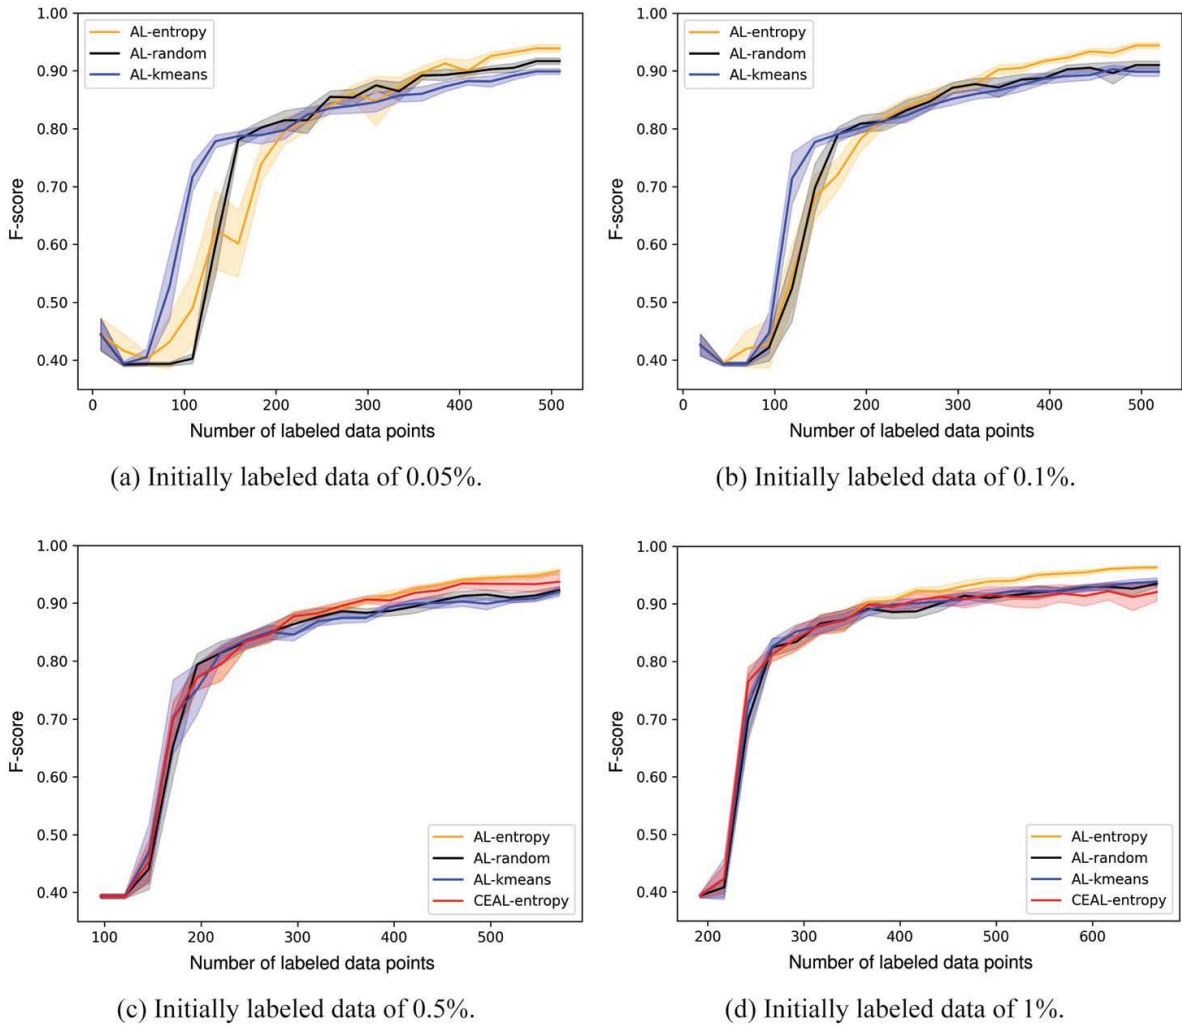 1.00
0.90
0.80
0.70
0.60
0.50
0.40
F-score
AL-entropy
AL-random
AL-kmeans
0 100 200 300 400 500
Number of labeled data points
(a) Initially labeled data of 0.05%.
1.00
0.90
0.80
0.70
0.60
0.50
0.40
F-score
AL-entropy
AL-random
AL-kmeans
0 100 200 300 400 500
Number of labeled data points
(b) Initially labeled data of 0.1%.
1.00
0.90
0.80
0.70
0.60
0.50
0.40
F-score
AL-entropy
AL-random
AL-kmeans
CEAL-entropy
100 200 300 400 500
Number of labeled data points
(c) Initially labeled data of 0.5%.
1.00
0.90
0.80
0.70
0.60
0.50
0.40
F-score
AL-entropy
AL-random
AL-kmeans
CEAL-entropy
200 300 400 500 600
Number of labeled data points
(d) Initially labeled data of 1%.